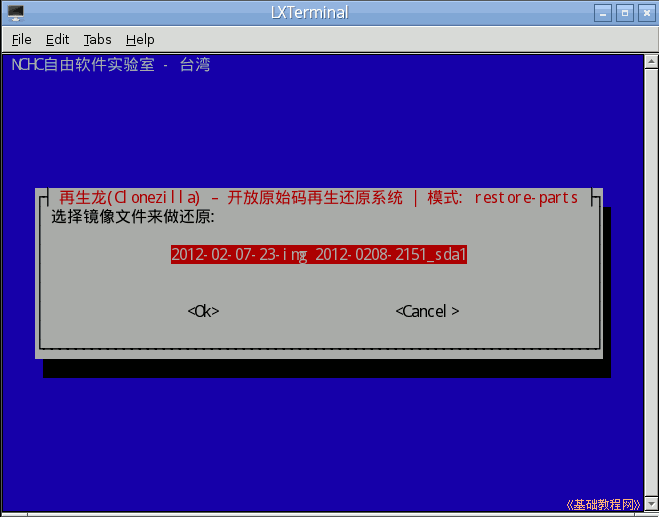 LXTerminal
File Edit Tabs Help
NCHC自由软件实验室 - 台湾
再生龙(Clonezilla) - 开放原始码再生还原系统 | 模式: restore-parts
选择镜像文件来做还原:
2012-02-07-23-img 2012-0208-2151_sda1
<Ok> <Cancel>
《基础教程网》